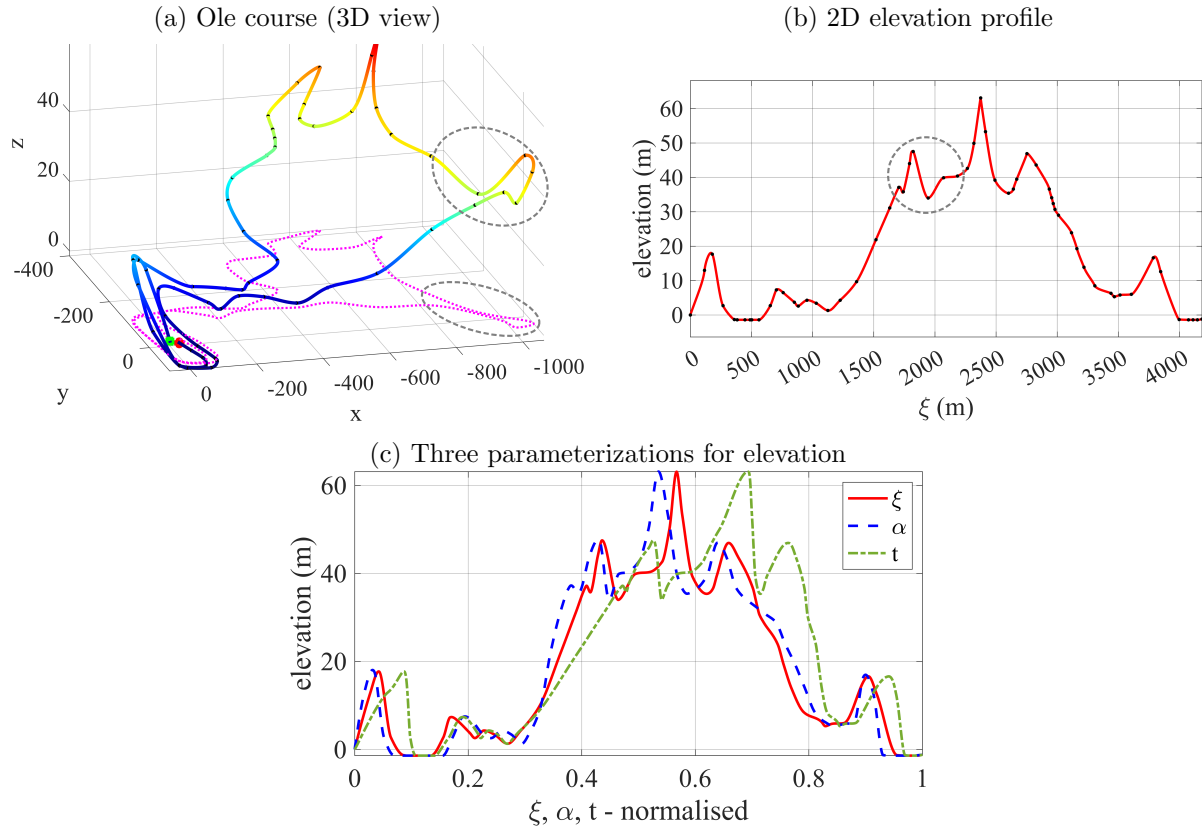 (a) Ole course (3D view)
(b) 2D elevation profile
40
20
0
z
-400
-200
0
y
0
-200
-400
-600
-800
-1000
x
60
50
40
30
20
10
0
elevation (m)
0
500
1000
1500
2000
2500
3000
3500
4000
ξ (m)
(c) Three parameterizations for elevation
60
40
20
0
elevation (m)
ξ
α
t
0
0.2
0.4
0.6
0.8
1
ξ, α, t - normalised